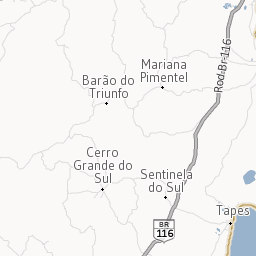 Mariana
Pimentel
Rod.Br-116
Barão do
Triunfo
Cerro
Grande do
Sul
Sentinela
do Sul
Tapes
BR
116